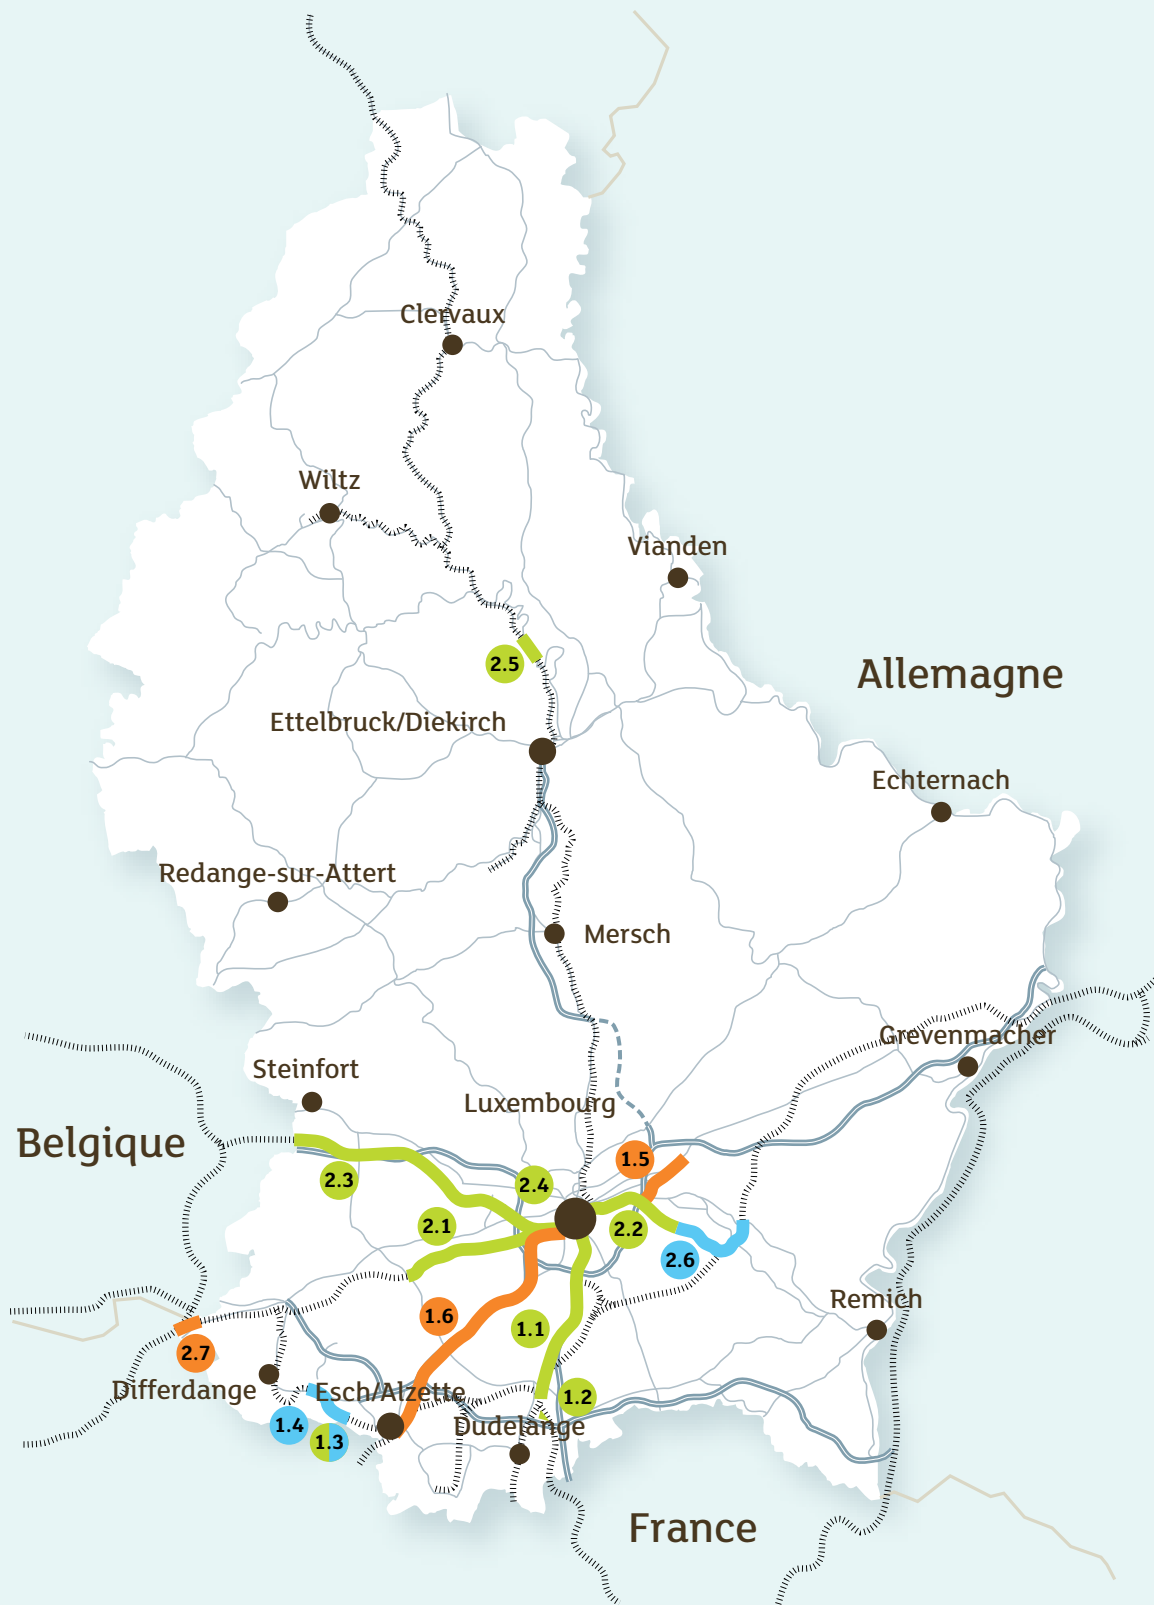 Clervaux
Wiltz
Vianden
2.5
Allemagne
Ettelbruck/Diekirch
Echternach
Redange-sur-Attert
Mersch
Grevenmacher
Steinfort
Luxembourg
Belgique
1.5
2.3
2.4
2.1
2.2
2.6
Remich
1.6
1.1
2.7
Differdange
Esch/Alzette
1.2
1.4
Dudelange
1.3
France